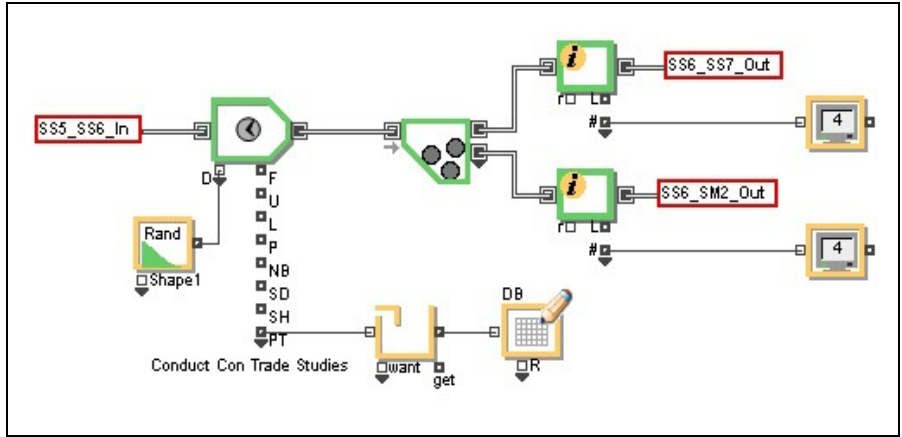 SS6_SS7_Out
r L
#
4
SS5_SS6_In
D
F
U
L
P
NB
SD
SH
PT
Rand
Shape1
SS6_SM2_Out
r L
#
4
Conduct Con Trade Studies
want
get
DB
R